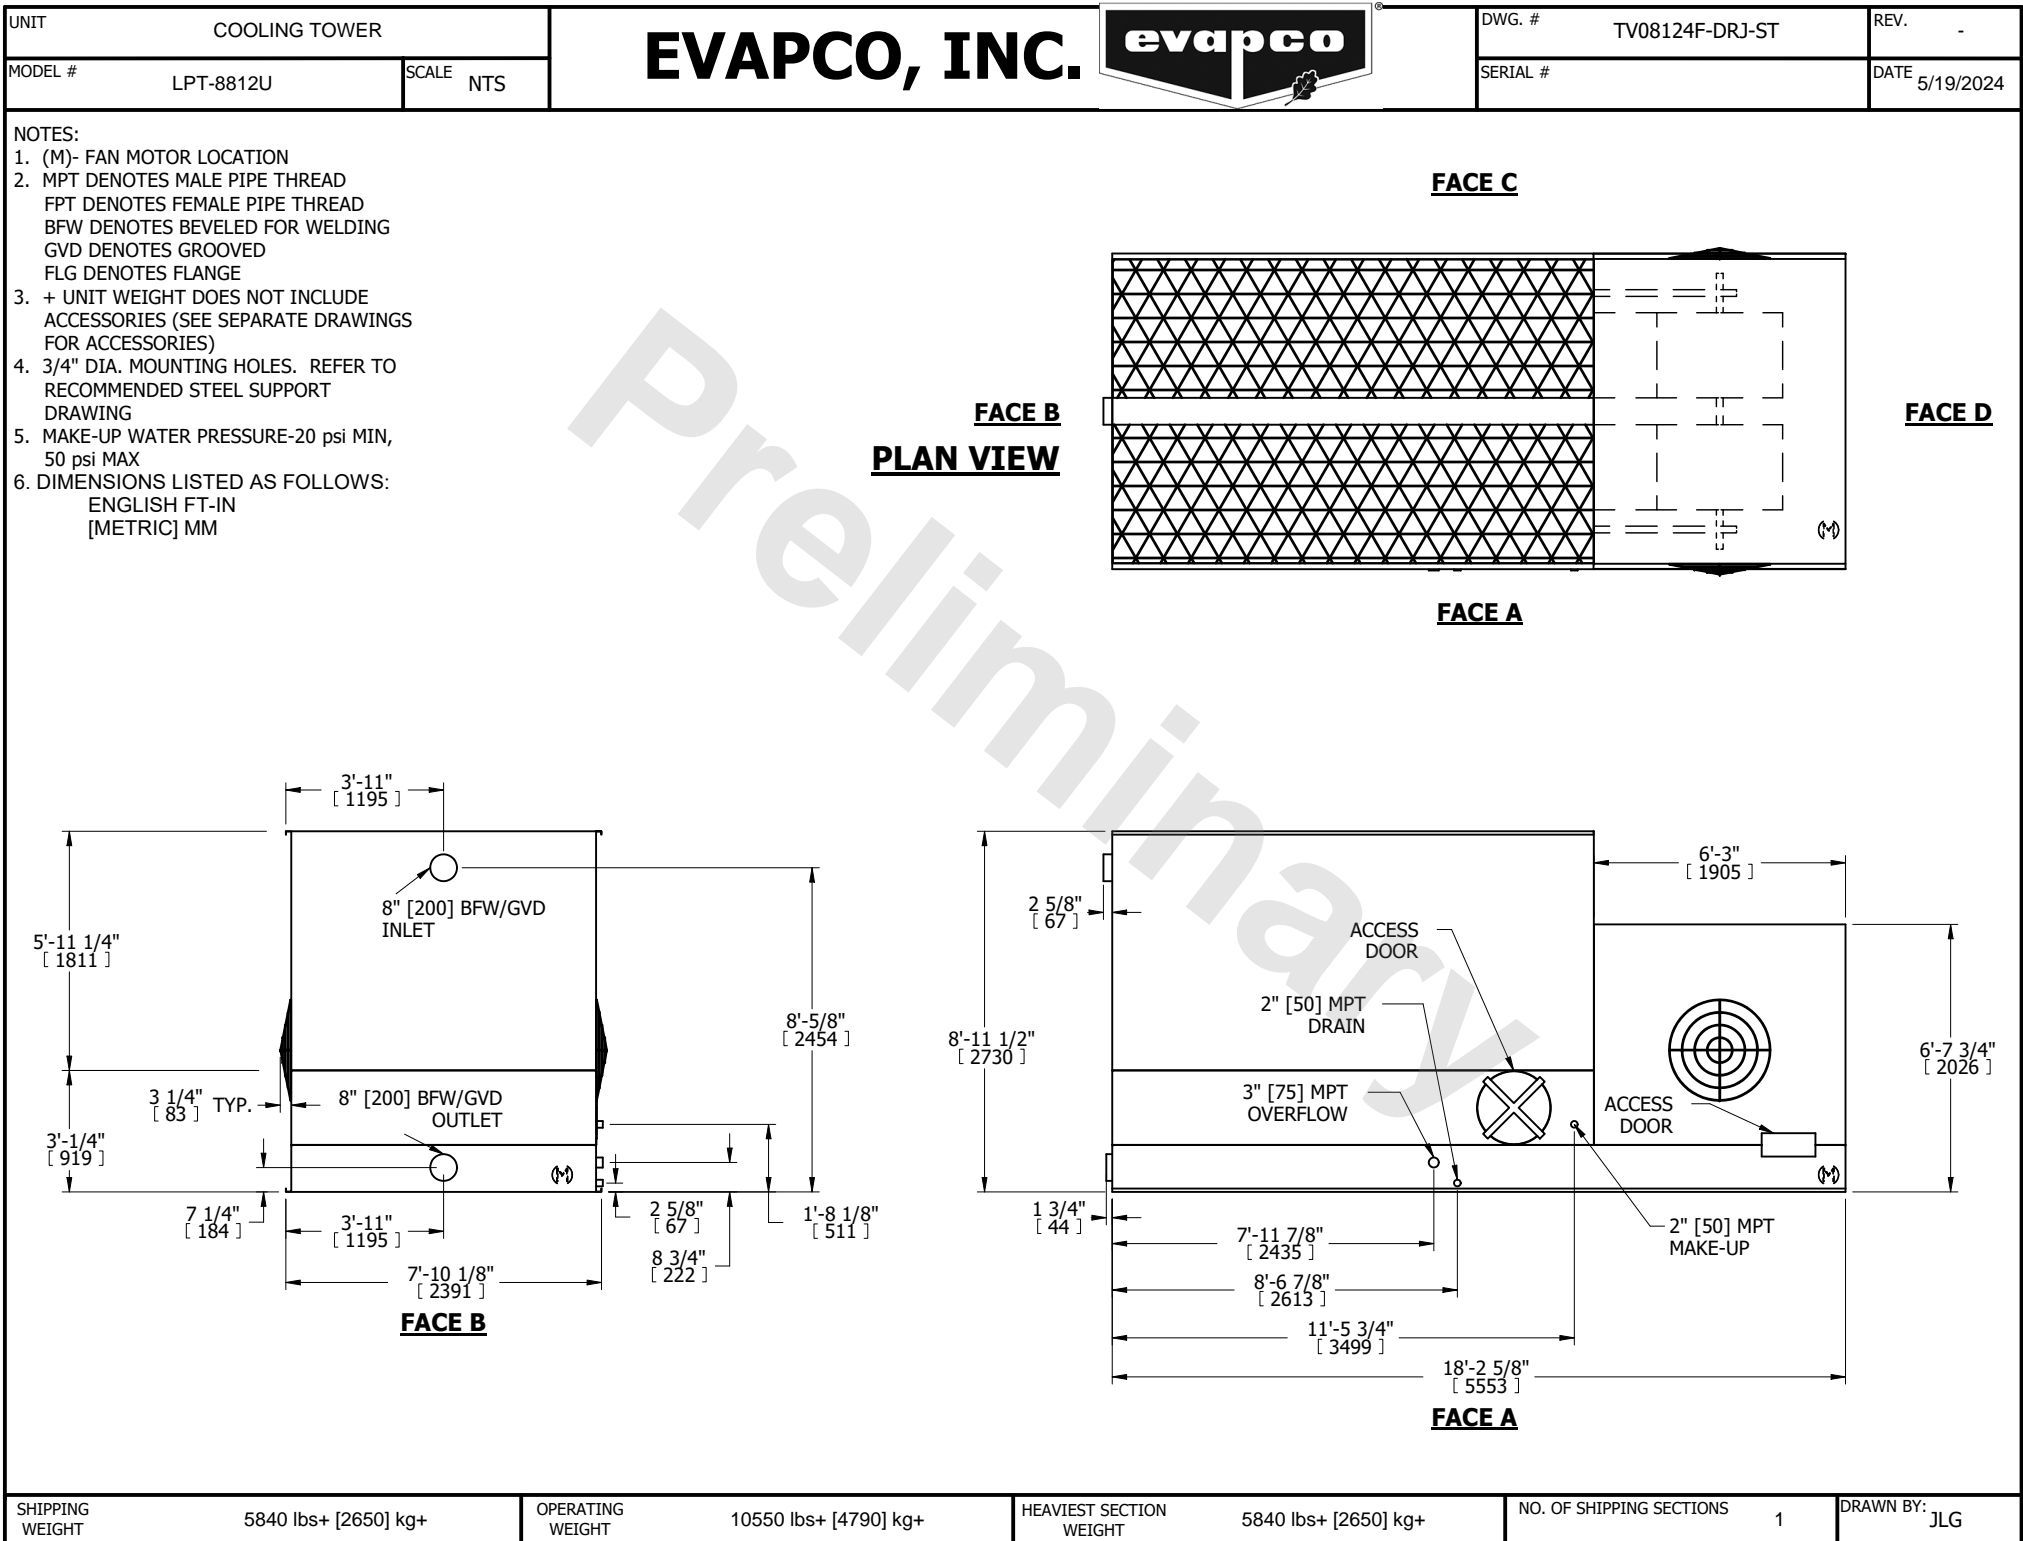 UNIT
COOLING TOWER
MODEL #
LPT-8812U
SCALE
NTS
EVAPCO, INC.
evapco
®
DWG. #
TV08124F-DRJ-ST
REV.
-
SERIAL #
DATE
5/19/2024
NOTES:
1. (M)- FAN MOTOR LOCATION
2. MPT DENOTES MALE PIPE THREAD
FPT DENOTES FEMALE PIPE THREAD
BFW DENOTES BEVELED FOR WELDING
GVD DENOTES GROOVED
FLG DENOTES FLANGE
3. + UNIT WEIGHT DOES NOT INCLUDE
ACCESSORIES (SEE SEPARATE DRAWINGS
FOR ACCESSORIES)
4. 3/4" DIA. MOUNTING HOLES. REFER TO
RECOMMENDED STEEL SUPPORT
DRAWING
5. MAKE-UP WATER PRESSURE-20 psi MIN,
50 psi MAX
6. DIMENSIONS LISTED AS FOLLOWS:
ENGLISH FT-IN
[METRIC] MM
Preliminary
FACE C
FACE B
PLAN VIEW
FACE D
(M)
FACE A
3'-11"
[ 1195 ]
8" [200] BFW/GVD
INLET
5'-11 1/4"
[ 1811 ]
8'-5/8"
[ 2454 ]
3 1/4"
[ 83 ]
TYP.
8" [200] BFW/GVD
OUTLET
3'-1/4"
[ 919 ]
(M)
7 1/4"
[ 184 ]
3'-11"
[ 1195 ]
2 5/8"
[ 67 ]
1'-8 1/8"
[ 511 ]
8 3/4"
[ 222 ]
7'-10 1/8"
[ 2391 ]
FACE B
6'-3"
[ 1905 ]
2 5/8"
[ 67 ]
ACCESS
DOOR
2" [50] MPT
DRAIN
8'-11 1/2"
[ 2730 ]
6'-7 3/4"
[ 2026 ]
3" [75] MPT
OVERFLOW
ACCESS
DOOR
(M)
1 3/4"
[ 44 ]
2" [50] MPT
MAKE-UP
7'-11 7/8"
[ 2435 ]
8'-6 7/8"
[ 2613 ]
11'-5 3/4"
[ 3499 ]
18'-2 5/8"
[ 5553 ]
FACE A
SHIPPING
WEIGHT
5840 lbs+ [2650] kg+
OPERATING
WEIGHT
10550 lbs+ [4790] kg+
HEAVIEST SECTION
WEIGHT
5840 lbs+ [2650] kg+
NO. OF SHIPPING SECTIONS
1
DRAWN BY:
JLG